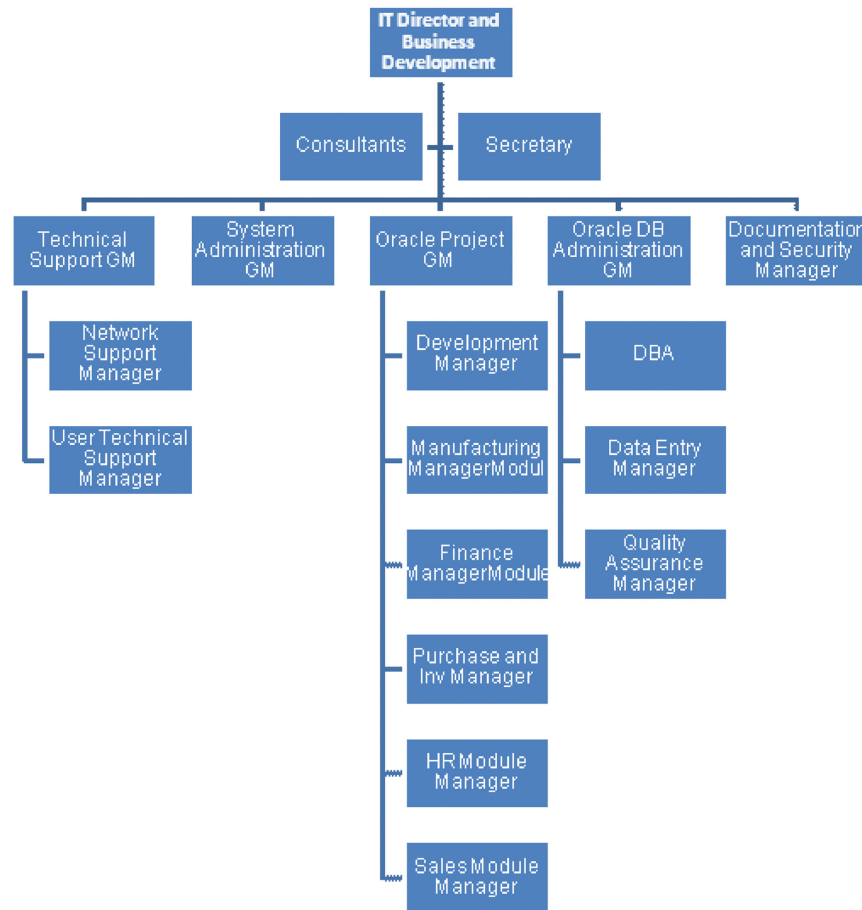 IT Director and
Business
Development
Consultants
Secretary
Technical
Support GM
System
Administration
GM
Oracle Project
GM
Oracle DB
Administration
GM
Documentation
and Security
Manager
Network
Support
Manager
User Technical
Support
Manager
Development
Manager
Manufacturing
ManagerModul
Finance
ManagerModule
Purchase and
Inv Manager
HR Module
Manager
Sales Module
Manager
DBA
Data Entry
Manager
Quality
Assurance
Manager